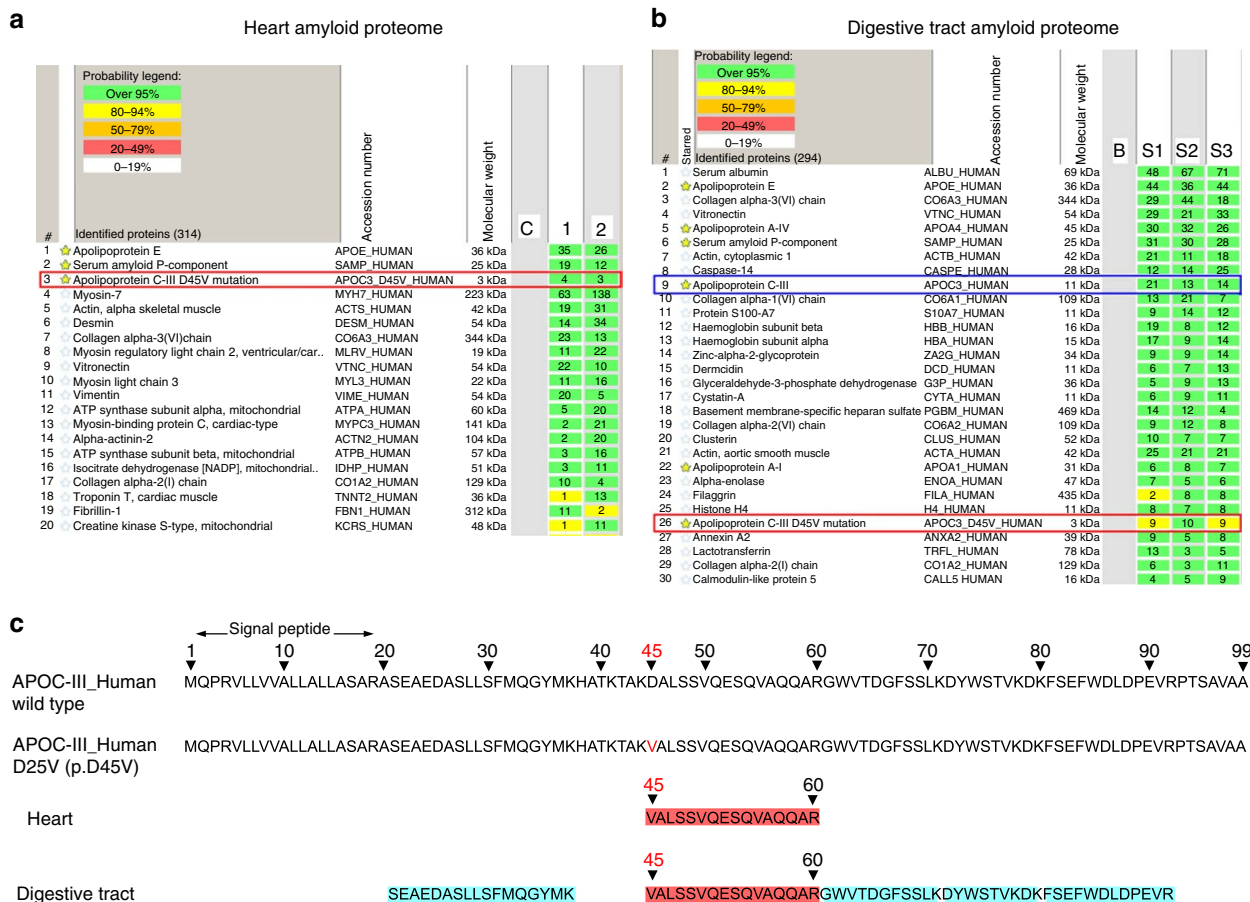 a
Heart amyloid proteome
Probability legend:
Over 95%
80–94%
50–79%
20–49%
0–19%
# Identified proteins (314) Accession number Molecular weight C 1 2
1 Apolipoprotein E APOE_HUMAN 36 kDa 35 26
2 Serum amyloid P-component SAMP_HUMAN 25 kDa 19 12
3 Apolipoprotein C-III D45V mutation APOC3_D45V_HUMAN 3 kDa 4 3
4 Myosin-7 MYH7_HUMAN 223 kDa 63 138
5 Actin, alpha skeletal muscle ACTS_HUMAN 42 kDa 19 31
6 Desmin DESM_HUMAN 54 kDa 14 34
7 Collagen alpha-3(VI)chain CO6A3_HUMAN 344 kDa 23 13
8 Myosin regulatory light chain 2, ventricular/car.. MLRV_HUMAN 19 kDa 11 22
9 Vitronectin VTNC_HUMAN 54 kDa 22 10
10 Myosin light chain 3 MYL3_HUMAN 22 kDa 11 16
11 Vimentin VIME_HUMAN 54 kDa 20 5
12 ATP synthase subunit alpha, mitochondrial ATPA_HUMAN 60 kDa 5 20
13 Myosin-binding protein C, cardiac-type MYPC3_HUMAN 141 kDa 2 21
14 Alpha-actinin-2 ACTN2_HUMAN 104 kDa 2 20
15 ATP synthase subunit beta, mitochondrial ATPB_HUMAN 57 kDa 3 16
16 Isocitrate dehydrogenase [NADP], mitochondrial.. IDHP_HUMAN 51 kDa 3 11
17 Collagen alpha-2(I) chain CO1A2_HUMAN 129 kDa 10 4
18 Troponin T, cardiac muscle TNNT2_HUMAN 36 kDa 1 13
19 Fibrillin-1 FBN1_HUMAN 312 kDa 11 2
20 Creatine kinase S-type, mitochondrial KCRS_HUMAN 48 kDa 1 11
b
Digestive tract amyloid proteome
Probability legend:
Over 95%
80–94%
50–79%
20–49%
0–19%
# Starred Identified proteins (294) Accession number Molecular weight B S1 S2 S3
1 Serum albumin ALBU_HUMAN 69 kDa 48 67 71
2 Apolipoprotein E APOE_HUMAN 36 kDa 44 36 44
3 Collagen alpha-3(VI) chain CO6A3_HUMAN 344 kDa 29 44 18
4 Vitronectin VTNC_HUMAN 54 kDa 29 21 33
5 Apolipoprotein A-IV APOA4_HUMAN 45 kDa 30 32 26
6 Serum amyloid P-component SAMP_HUMAN 25 kDa 31 30 28
7 Actin, cytoplasmic 1 ACTB_HUMAN 42 kDa 21 11 18
8 Caspase-14 CASPE_HUMAN 28 kDa 12 14 25
9 Apolipoprotein C-III APOC3_HUMAN 11 kDa 21 13 14
10 Collagen alpha-1(VI) chain CO6A1_HUMAN 109 kDa 13 21 7
11 Protein S100-A7 S10A7_HUMAN 11 kDa 9 14 12
12 Haemoglobin subunit beta HBB_HUMAN 16 kDa 19 8 12
13 Haemoglobin subunit alpha HBA_HUMAN 15 kDa 17 9 14
14 Zinc-alpha-2-glycoprotein ZA2G_HUMAN 34 kDa 9 9 14
15 Dermcidin DCD_HUMAN 11 kDa 6 7 13
16 Glyceraldehyde-3-phosphate dehydrogenase G3P_HUMAN 36 kDa 5 9 13
17 Cystatin-A CYTA_HUMAN 11 kDa 6 9 11
18 Basement membrane-specific heparan sulfate PGBM_HUMAN 469 kDa 14 12 4
19 Collagen alpha-2(VI) chain CO6A2_HUMAN 109 kDa 9 12 8
20 Clusterin CLUS_HUMAN 52 kDa 10 7 7
21 Actin, aortic smooth muscle ACTA_HUMAN 42 kDa 25 21 21
22 Apolipoprotein A-I APOA1_HUMAN 31 kDa 6 8 7
23 Alpha-enolase ENOA_HUMAN 47 kDa 7 5 6
24 Filaggrin FILA_HUMAN 435 kDa 2 8 8
25 Histone H4 H4_HUMAN 11 kDa 8 7 8
26 Apolipoprotein C-III D45V mutation APOC3_D45V_HUMAN 3 kDa 9 10 9
27 Annexin A2 ANXA2_HUMAN 39 kDa 9 5 8
28 Lactotransferrin TRFL_HUMAN 78 kDa 13 3 5
29 Collagen alpha-2(I) chain CO1A2_HUMAN 129 kDa 6 3 11
30 Calmodulin-like protein 5 CALL5 HUMAN 16 kDa 4 5 9
c
Signal peptide
1 10 20 30 40 45 50 60 70 80 90 99
APOC-III_Human MQPRVLLVVALLALLASARASEAEDASLLSFMQGYMKHATKTAKDALSSVQESQVAQQARGWVTDGFSSLKDYWSTVKDKFSEFWDLDPEVRPTSAVAA
wild type
APOC-III_Human MQPRVLLVVALLALLASARASEAEDASLLSFMQGYMKHATKTAKVALSSVQESQVAQQARGWVTDGFSSLKDYWSTVKDKFSEFWDLDPEVRPTSAVAA
D25V (p.D45V)
45 60
Heart VALSSVQESQVAQQAR
45 60
Digestive tract SEAEDASLLSFMQGYMK VALSSVQESQVAQQARGWVTDGFSSLKDYWSTVKDKFSEFWDLDPEVR